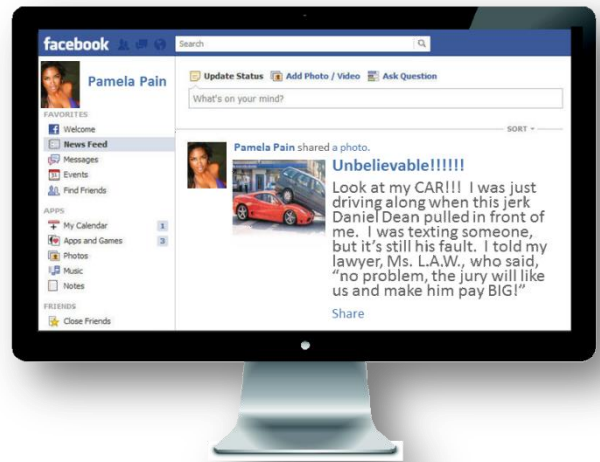 facebook
Search
Pamela Pain
Update Status Add Photo / Video Ask Question
What's on your mind?
SORT
FAVORITES
Welcome
News Feed
Messages
31 Events
Find Friends
APPS
My Calendar 1
Apps and Games 3
Photos
Music
Notes
FRIENDS
Close Friends
Pamela Pain shared a photo.
Unbelievable!!!!!!
Look at my CAR!!! I was just
driving along when this jerk
Daniel Dean pulled in front of
me. I was texting someone,
but it's still his fault. I told my
lawyer, Ms. L.A.W., who said,
"no problem, the jury will like
us and make him pay BIG!"
Share